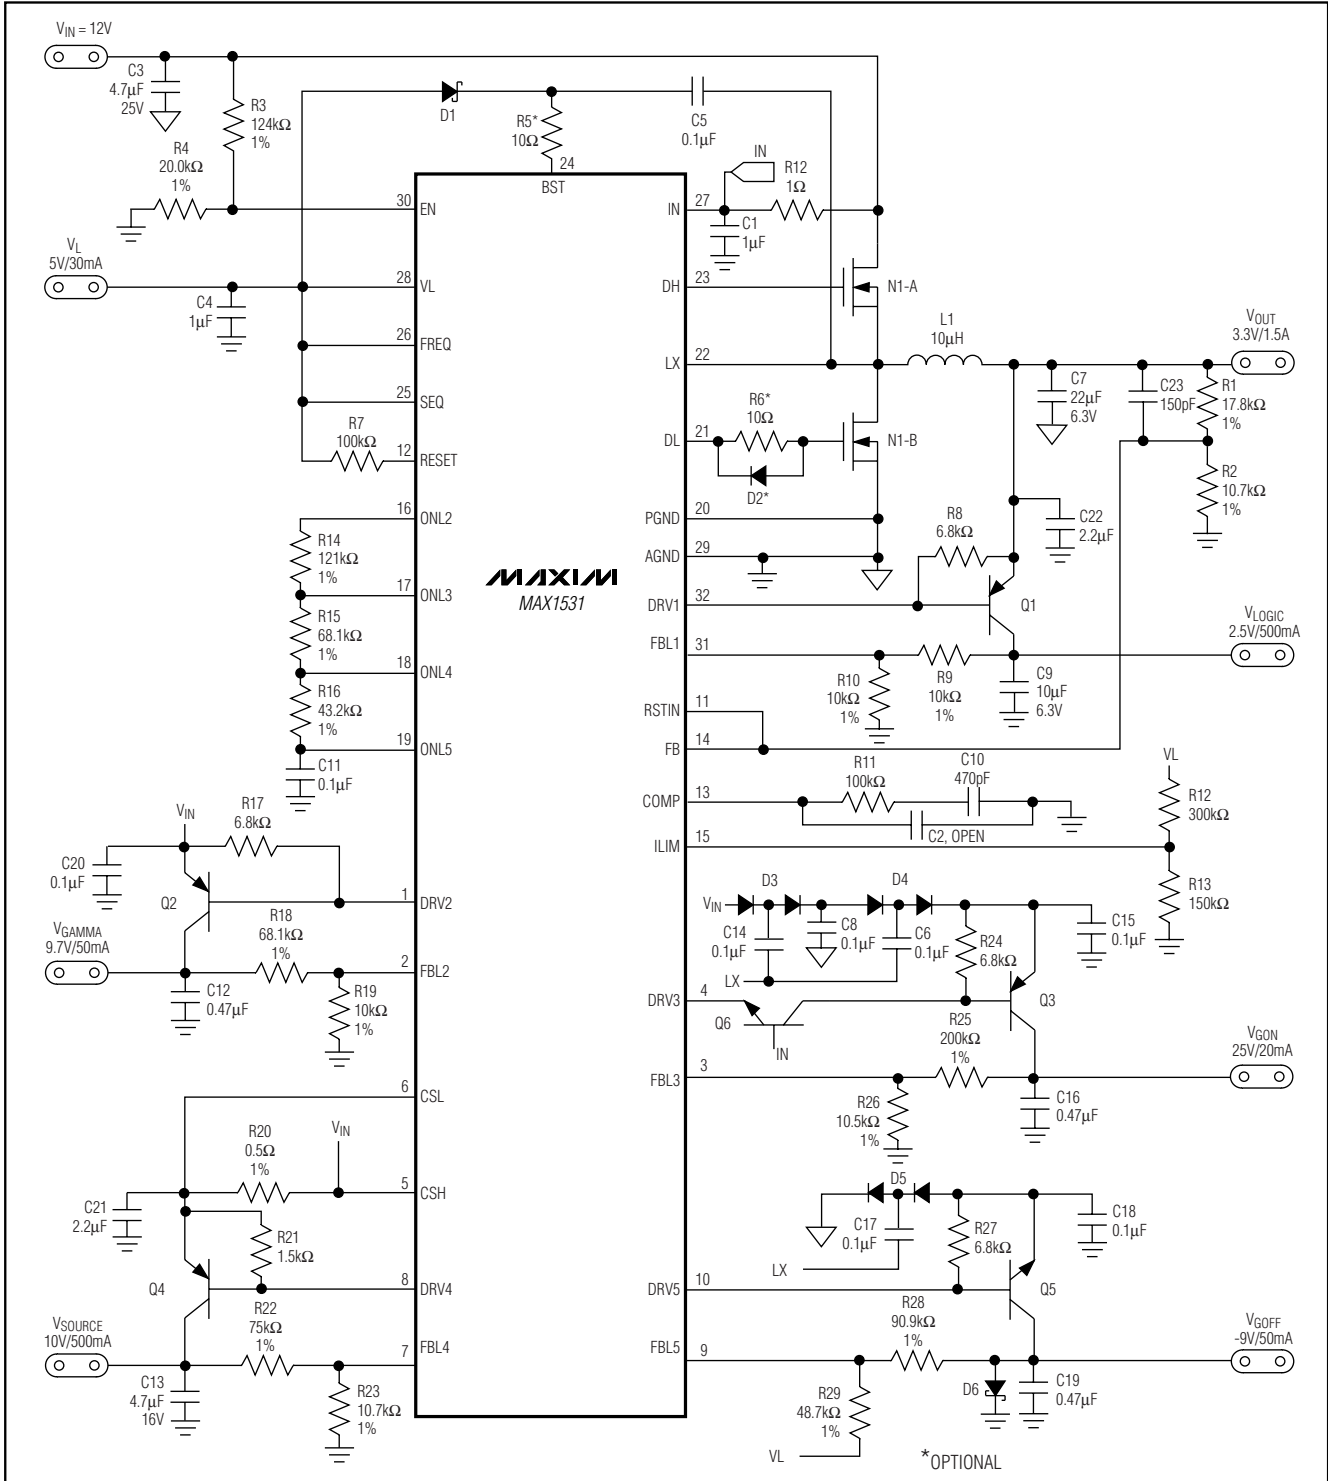 VIN = 12V
C3
4.7µF
25V
R3
124kΩ
1%
R4
20.0kΩ
1%
D1
R5*
10Ω
C5
0.1µF
24
BST
IN
R12
1Ω
30
EN
IN
27
C1
1µF
VL
5V/30mA
C4
1µF
28
VL
DH
23
N1-A
26
FREQ
L1
10µH
VOUT
3.3V/1.5A
LX
22
25
SEQ
C7
22µF
6.3V
C23
150pF
R1
17.8kΩ
1%
R7
100kΩ
12
RESET
R6*
10Ω
DL
21
N1-B
D2*
R2
10.7kΩ
1%
16
ONL2
PGND
20
R8
6.8kΩ
C22
2.2µF
R14
121kΩ
1%
AGND
29
MAXIM
MAX1531
17
ONL3
DRV1
32
Q1
VLOGIC
2.5V/500mA
R15
68.1kΩ
1%
FBL1
31
18
ONL4
R10
10kΩ
1%
R9
10kΩ
1%
C9
10µF
6.3V
R16
43.2kΩ
1%
RSTIN
11
19
ONL5
FB
14
C11
0.1µF
R11
100kΩ
C10
470pF
VL
R12
300kΩ
COMP
13
C2, OPEN
VIN
R17
6.8kΩ
ILIM
15
R13
150kΩ
C20
0.1µF
Q2
1
DRV2
VIN
D3
D4
C14
0.1µF
C8
0.1µF
C6
0.1µF
R24
6.8kΩ
C15
0.1µF
VGAMMA
9.7V/50mA
R18
68.1kΩ
1%
2
FBL2
LX
C12
0.47µF
R19
10kΩ
1%
DRV3
4
Q6
IN
Q3
R25
200kΩ
1%
VGON
25V/20mA
FBL3
3
6
CSL
R26
10.5kΩ
1%
C16
0.47µF
R20
0.5Ω
1%
VIN
5
CSH
C21
2.2µF
R21
1.5kΩ
D5
C17
0.1µF
R27
6.8kΩ
C18
0.1µF
LX
Q4
8
DRV4
DRV5
10
Q5
VSOURCE
10V/500mA
R22
75kΩ
1%
7
FBL4
FBL5
9
R28
90.9kΩ
1%
VGOFF
-9V/50mA
C13
4.7µF
16V
R23
10.7kΩ
1%
R29
48.7kΩ
1%
D6
C19
0.47µF
VL
*OPTIONAL